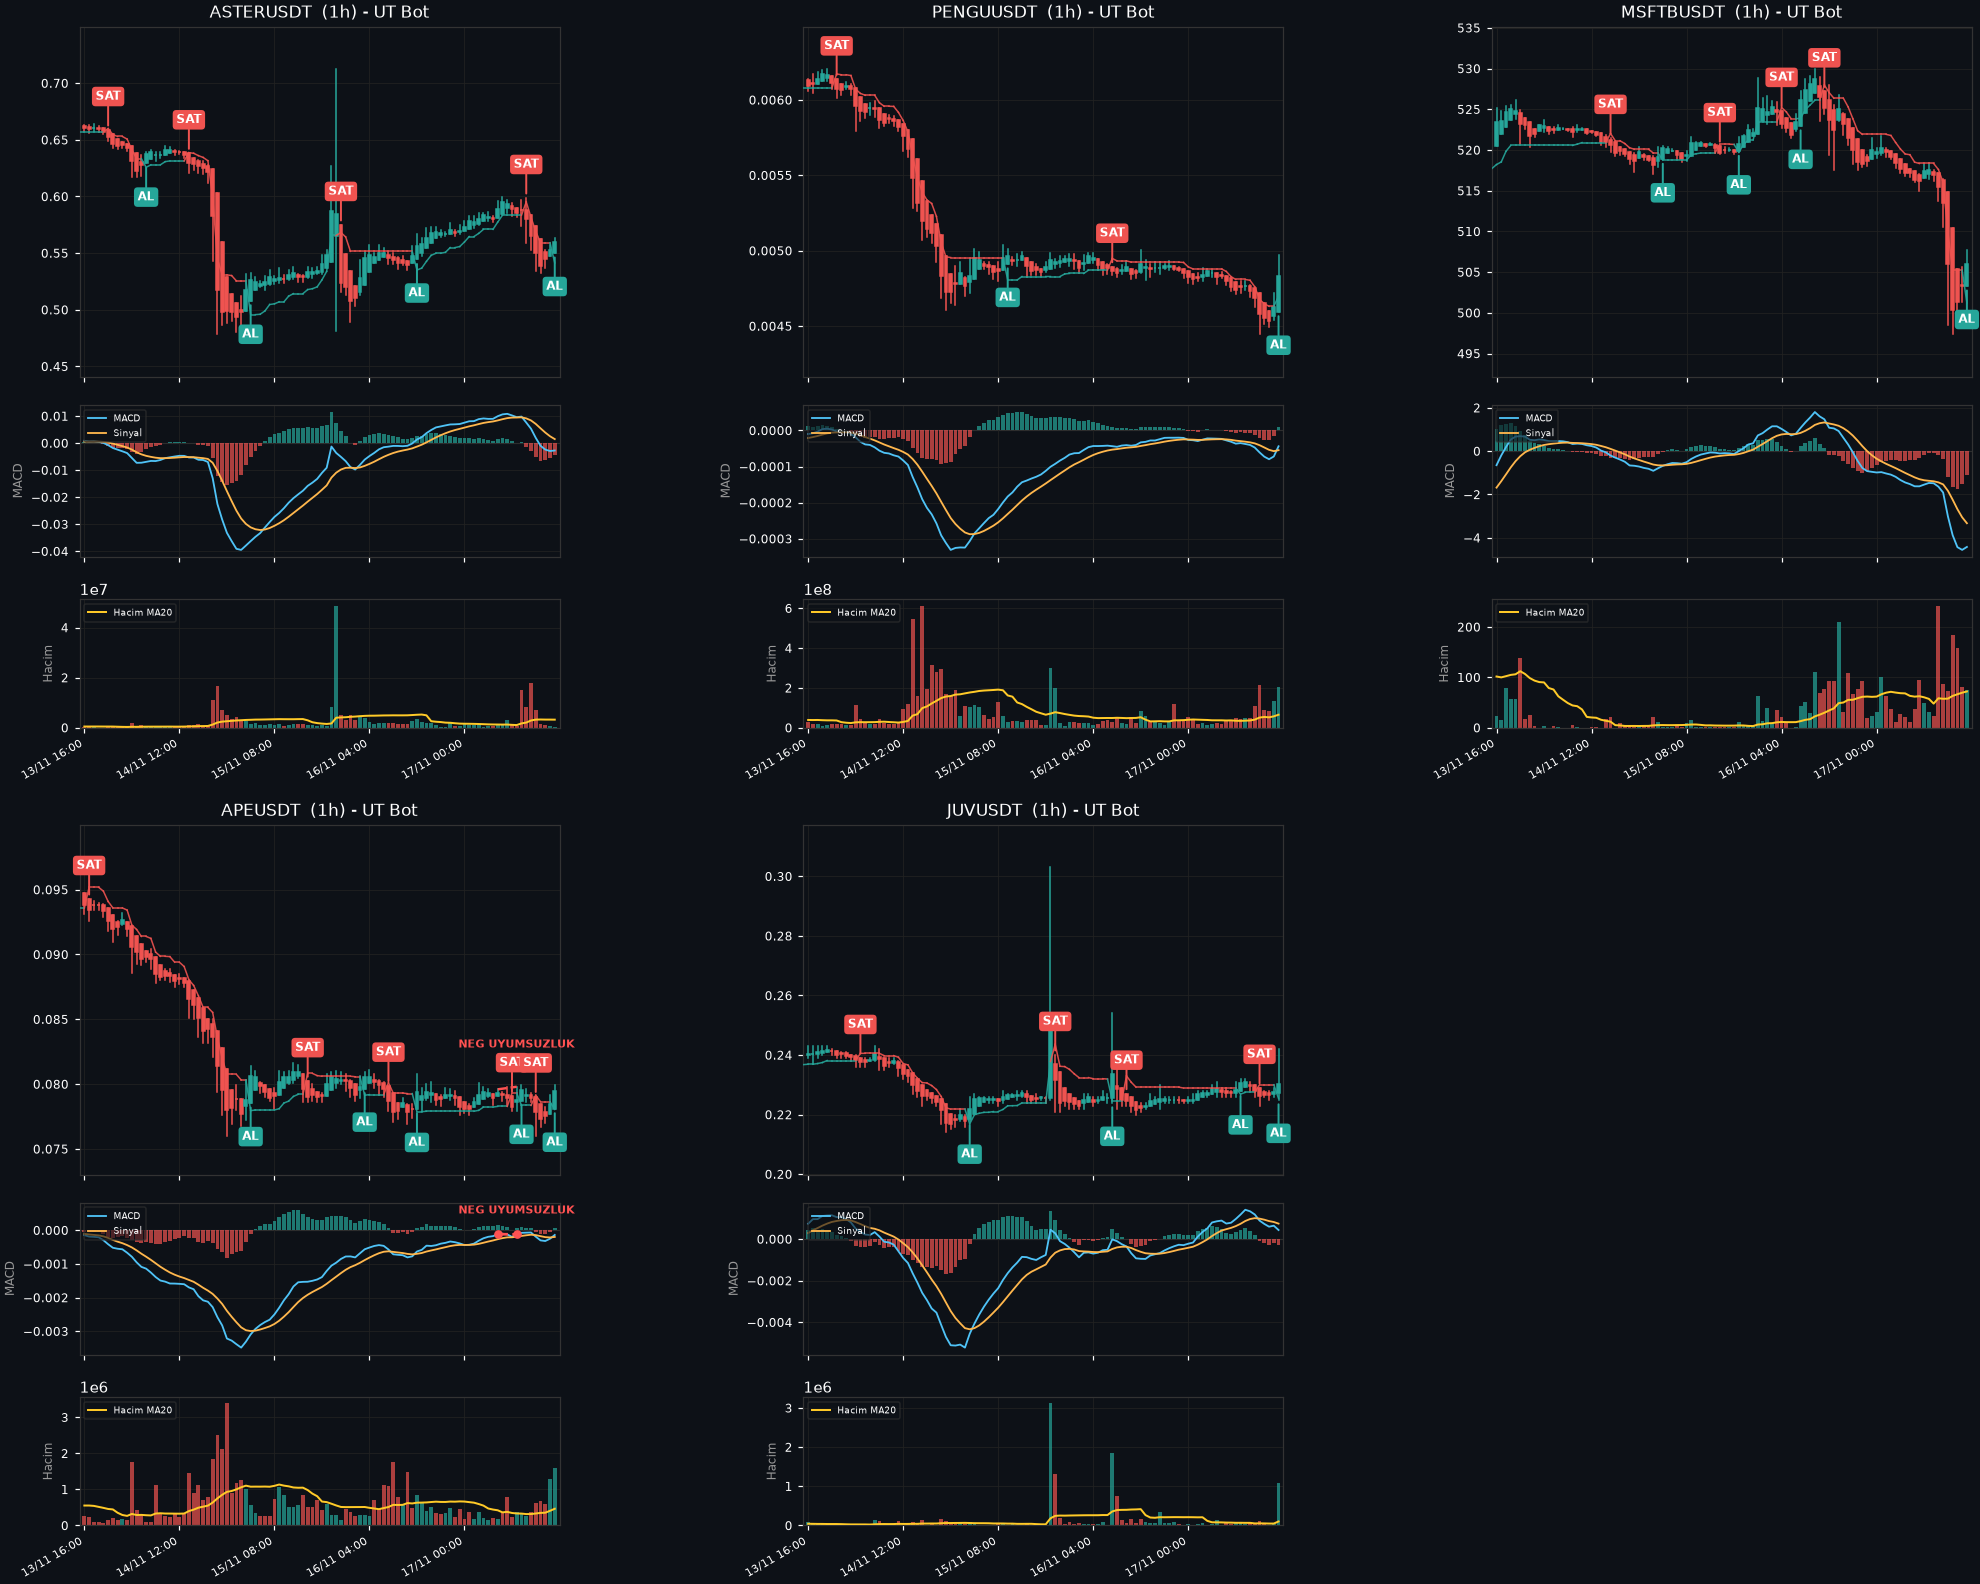 ASTERUSDT  (1h) - UT Bot
0.70
0.65
0.60
0.55
0.50
0.45
SAT
AL
SAT
AL
SAT
AL
SAT
AL
MACD
Sinyal
0.01
0.00
−0.01
−0.02
−0.03
−0.04
MACD
1e7
Hacim MA20
4
2
0
Hacim
13/11 16:00
14/11 12:00
15/11 08:00
16/11 04:00
17/11 00:00
PENGUUSDT  (1h) - UT Bot
0.0060
0.0055
0.0050
0.0045
SAT
AL
SAT
AL
MACD
Sinyal
0.0000
−0.0001
−0.0002
−0.0003
MACD
1e8
Hacim MA20
6
4
2
0
Hacim
13/11 16:00
14/11 12:00
15/11 08:00
16/11 04:00
17/11 00:00
MSFTBUSDT  (1h) - UT Bot
535
530
525
520
515
510
505
500
495
SAT
AL
SAT
AL
SAT
AL
SAT
AL
MACD
Sinyal
2
0
−2
−4
MACD
Hacim MA20
200
100
0
Hacim
13/11 16:00
14/11 12:00
15/11 08:00
16/11 04:00
17/11 00:00
APEUSDT  (1h) - UT Bot
0.095
0.090
0.085
0.080
0.075
SAT
AL
SAT
AL
SAT
AL
NEG UYUMSUZLUK
SAT
AL
SAT
AL
MACD
Sinyal
NEG UYUMSUZLUK
0.000
−0.001
−0.002
−0.003
MACD
1e6
Hacim MA20
3
2
1
0
Hacim
13/11 16:00
14/11 12:00
15/11 08:00
16/11 04:00
17/11 00:00
JUVUSDT  (1h) - UT Bot
0.30
0.28
0.26
0.24
0.22
0.20
SAT
AL
SAT
AL
SAT
AL
SAT
AL
MACD
Sinyal
0.000
−0.002
−0.004
MACD
1e6
Hacim MA20
3
2
1
0
Hacim
13/11 16:00
14/11 12:00
15/11 08:00
16/11 04:00
17/11 00:00